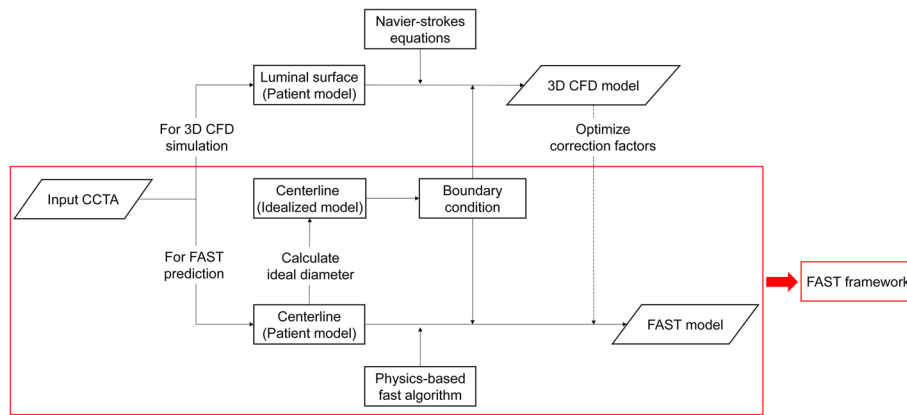 Navier-strokes
equations
Luminal surface
(Patient model)
3D CFD model
For 3D CFD
simulation
Optimize
correction factors
Input CCTA
Centerline
(Idealized model)
Boundary
condition
For FAST
prediction
Calculate
ideal diameter
FAST framework
Centerline
(Patient model)
FAST model
Physics-based
fast algorithm